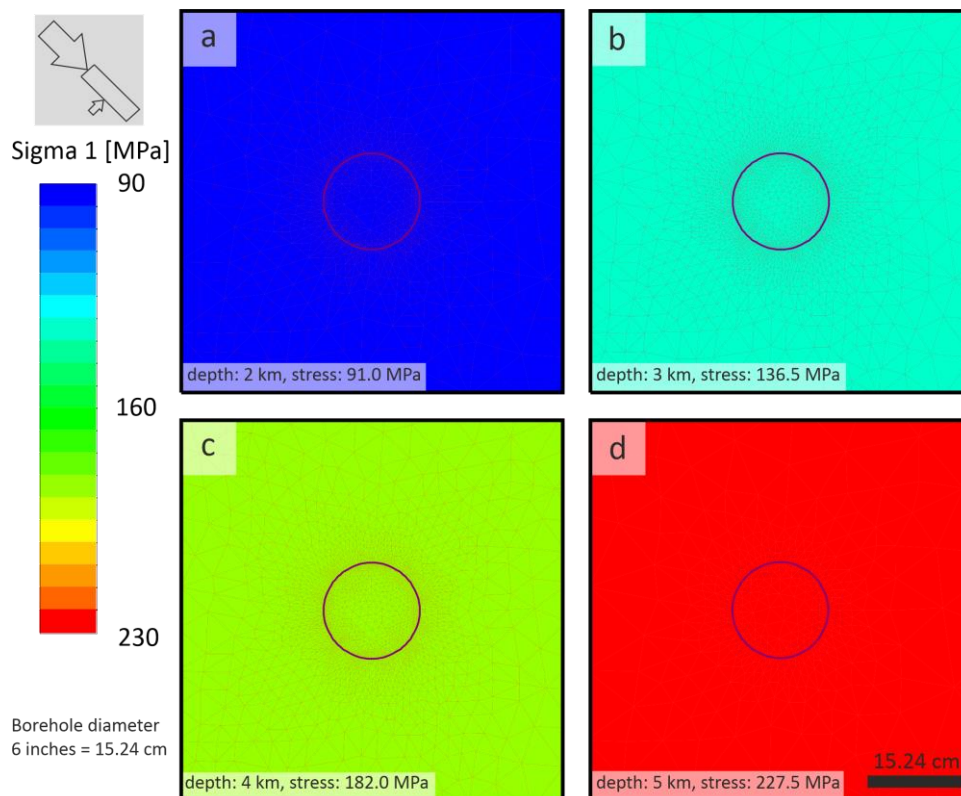 Sigma 1 [MPa]
90
160
230
Borehole diameter
6 inches = 15.24 cm
a
depth: 2 km, stress: 91.0 MPa
b
depth: 3 km, stress: 136.5 MPa
c
depth: 4 km, stress: 182.0 MPa
d
depth: 5 km, stress: 227.5 MPa
15.24 cm